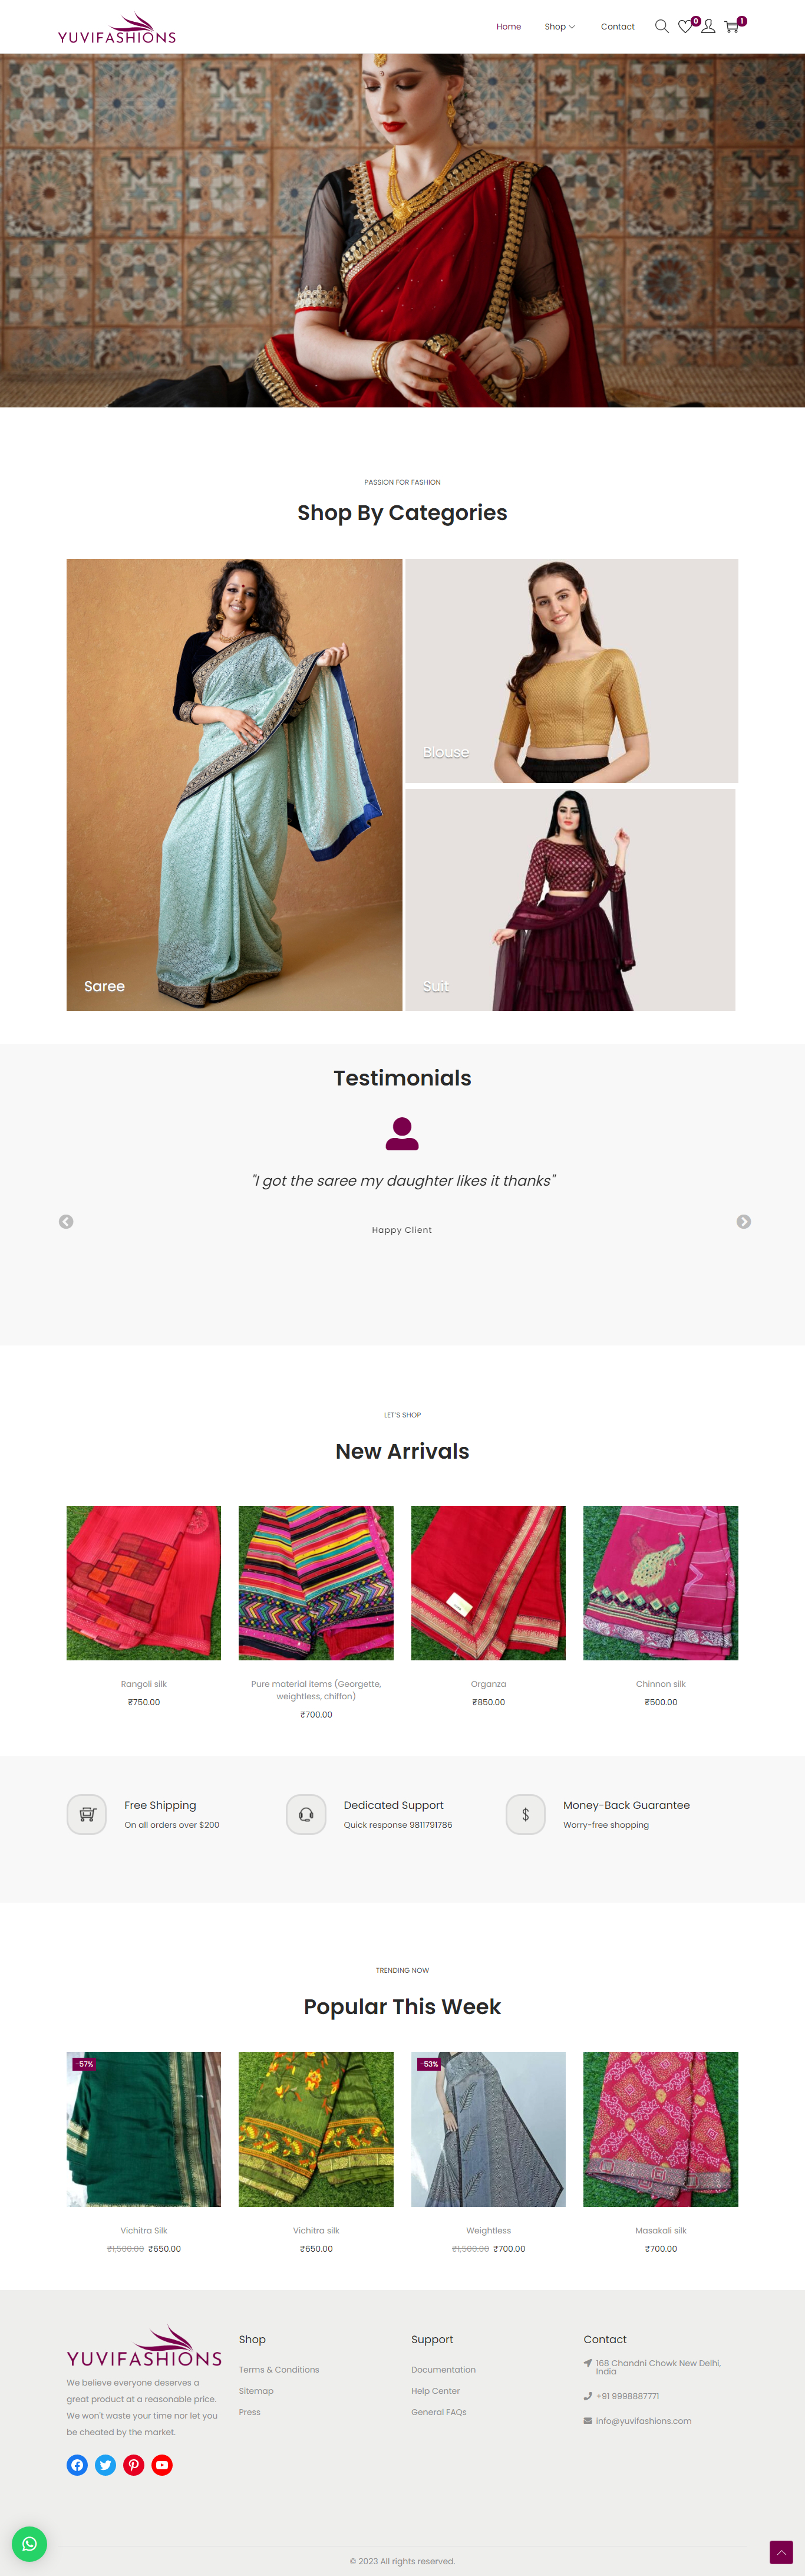 YUVIFASHIONS
Home
Shop
Contact
0
1
PASSION FOR FASHION
Shop By Categories
Blouse
Saree
Suit
Testimonials
"I got the saree my daughter likes it thanks"
Happy Client
LET'S SHOP
New Arrivals
Rangoli silk
₹750.00
Pure material items (Georgette,
weightless, chiffon)
₹700.00
Organza
₹850.00
Chinnon silk
₹500.00
Free Shipping
On all orders over $200
Dedicated Support
Quick response 9811791786
Money-Back Guarantee
Worry-free shopping
TRENDING NOW
Popular This Week
-57%
-53%
Vichitra Silk
₹1,500.00 ₹650.00
Vichitra silk
₹650.00
Weightless
₹1,500.00 ₹700.00
Masakali silk
₹700.00
YUVIFASHIONS
We believe everyone deserves a
great product at a reasonable price.
We won't waste your time nor let you
be cheated by the market.
Shop
Terms & Conditions
Sitemap
Press
Support
Documentation
Help Center
General FAQs
Contact
168 Chandni Chowk New Delhi,
India
+91 9998887771
info@yuvifashions.com
© 2023 All rights reserved.